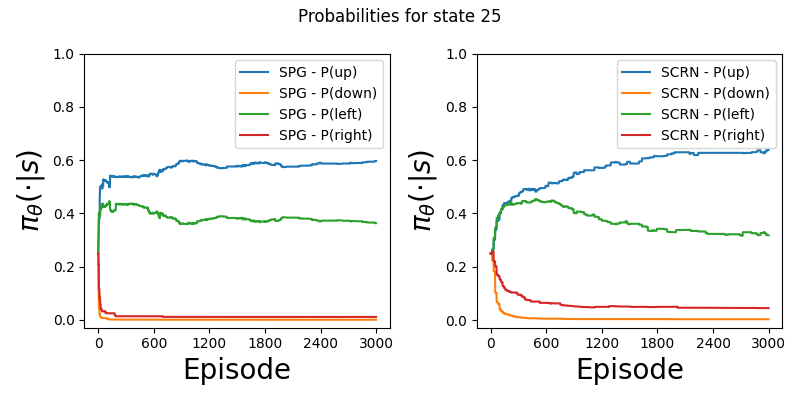 Probabilities for state 25
1.0
0.8
0.6
0.4
0.2
0.0
π_θ(·|s)
SPG - P(up)
SPG - P(down)
SPG - P(left)
SPG - P(right)
0 600 1200 1800 2400 3000
Episode
1.0
0.8
0.6
0.4
0.2
0.0
π_θ(·|s)
SCRN - P(up)
SCRN - P(down)
SCRN - P(left)
SCRN - P(right)
0 600 1200 1800 2400 3000
Episode